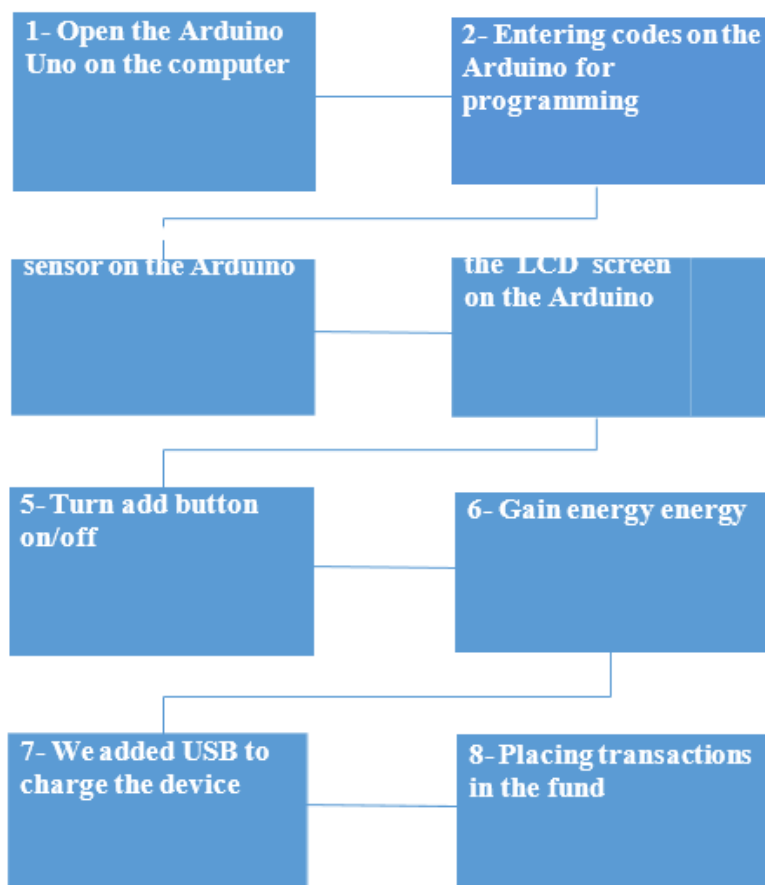 1- Open the Arduino
Uno on the computer
2- Entering codes on the
Arduino for
programming
sensor on the Arduino
the LCD screen
on the Arduino
5- Turn add button
on/off
6- Gain energy energy
7- We added USB to
charge the device
8- Placing transactions
in the fund